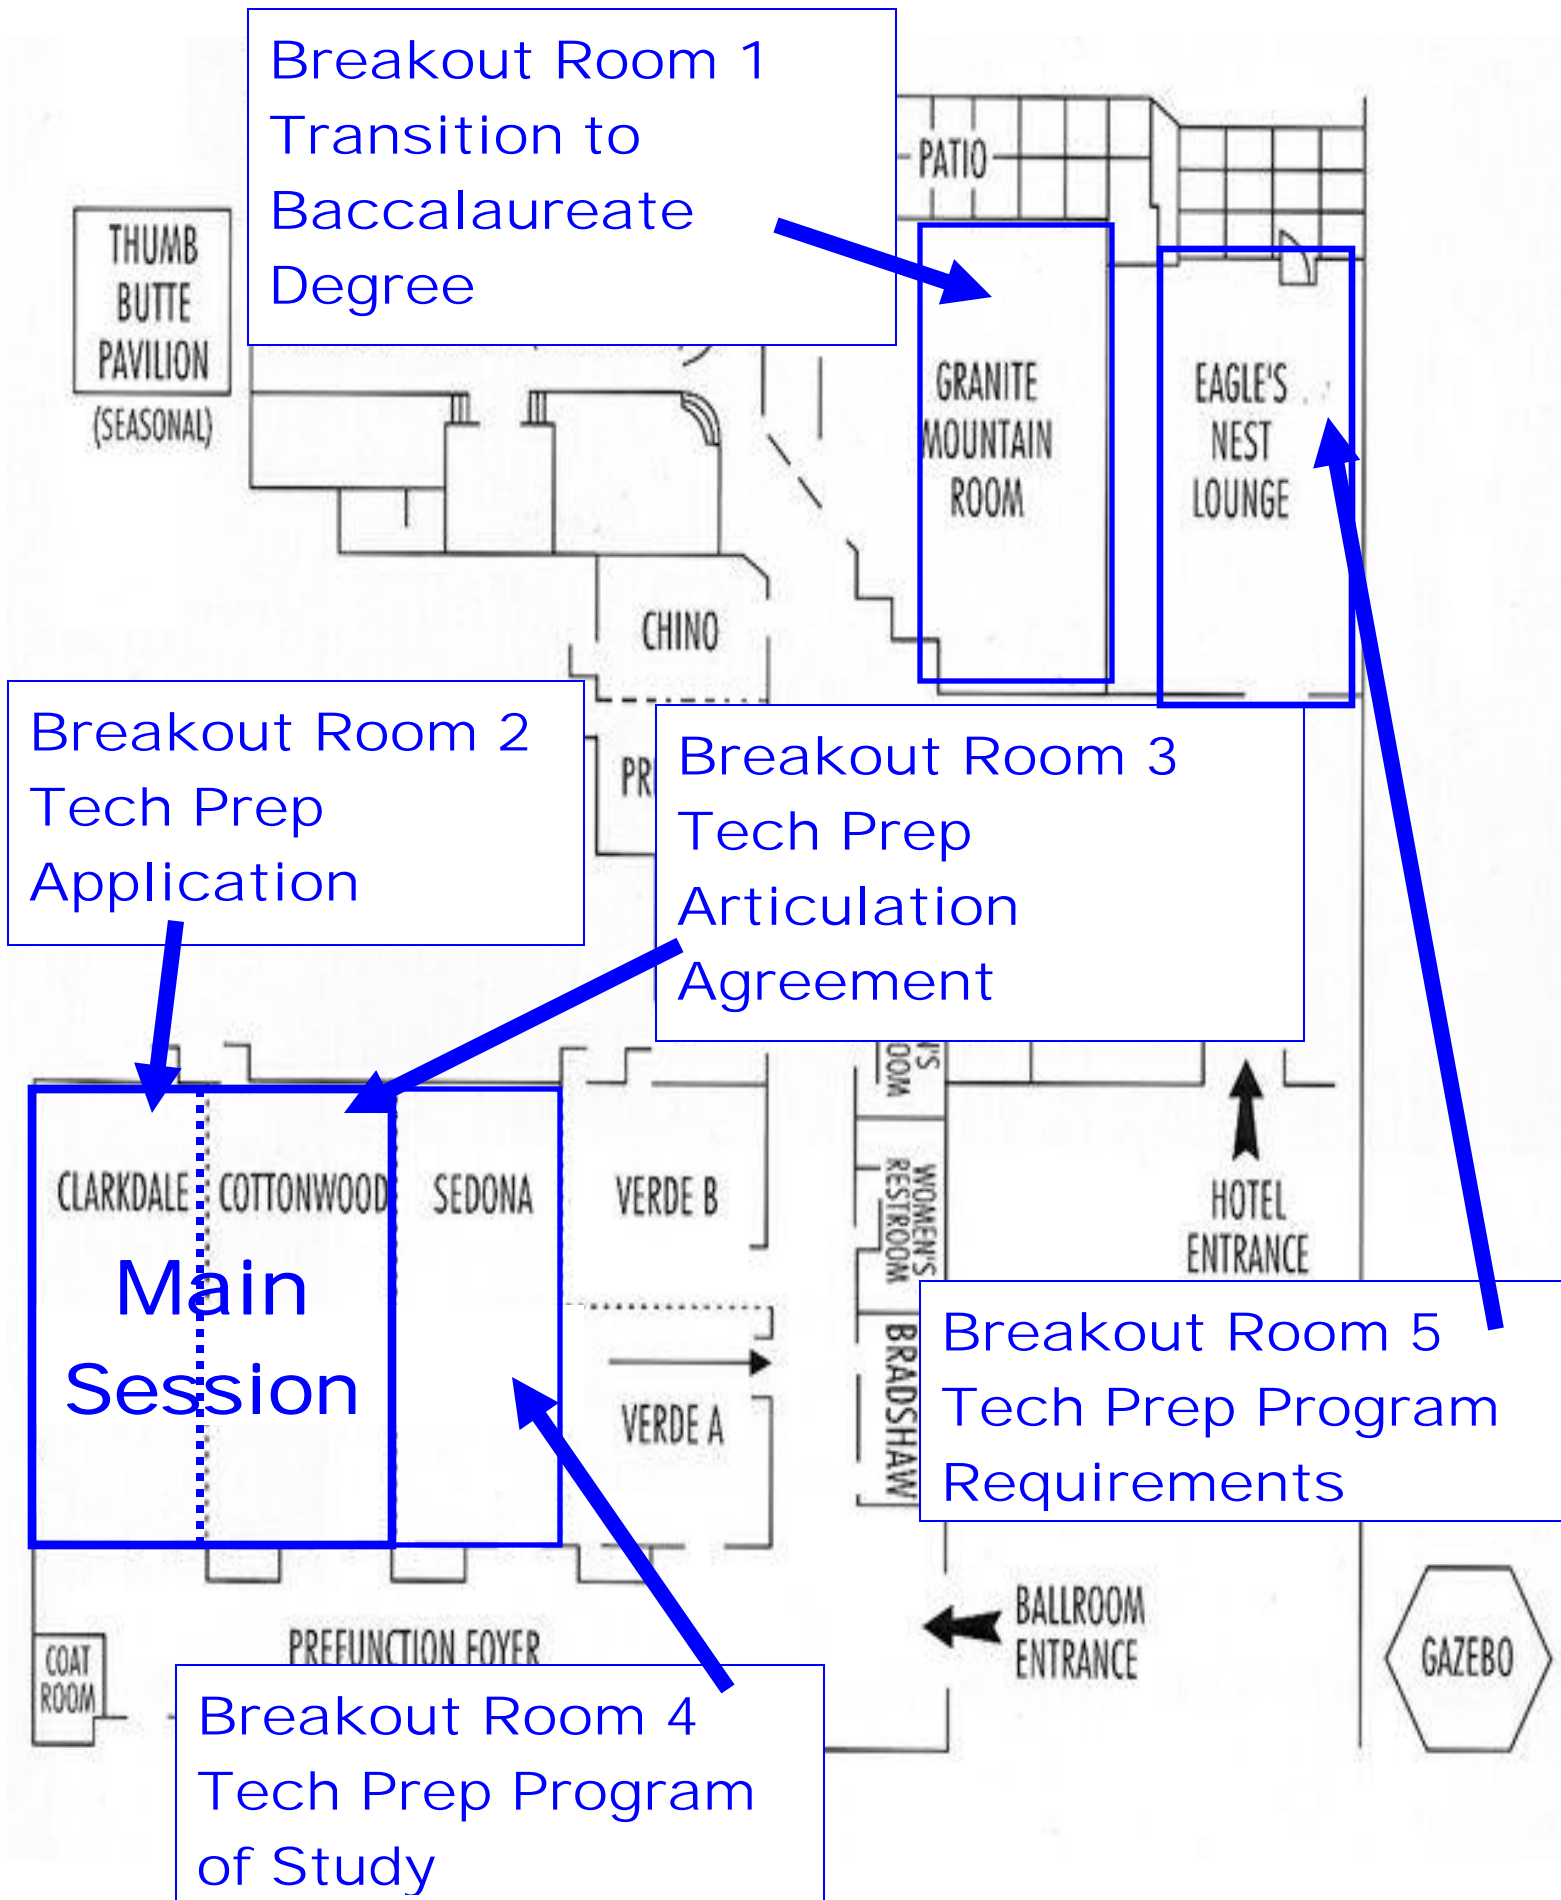 Breakout Room 1
Transition to
Baccalaureate
Degree
PATIO
THUMB
BUTTE
PAVILION
(SEASONAL)
GRANITE
MOUNTAIN
ROOM
EAGLE'S
NEST
LOUNGE
CHINO
Breakout Room 2
Tech Prep
Application
Breakout Room 3
Tech Prep
Articulation
Agreement
CLARKDALE
COTTONWOOD
SEDONA
VERDE B
WOMEN'S
RESTROOM
HOTEL
ENTRANCE
Main
Session
VERDE A
BRADSHAW
Breakout Room 5
Tech Prep Program
Requirements
COAT
ROOM
PREFUNCTION FOYER
BALLROOM
ENTRANCE
GAZEBO
Breakout Room 4
Tech Prep Program
of Study